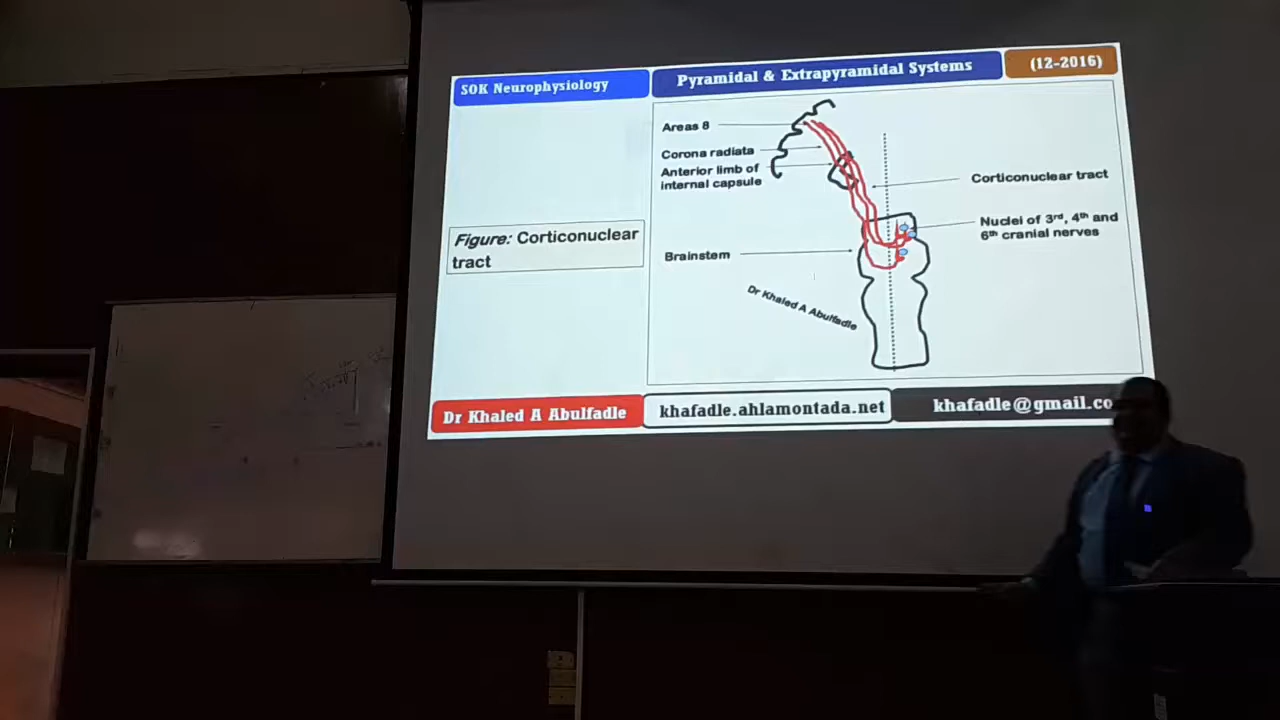 SOK Neurophysiology
Pyramidal & Extrapyramidal Systems
(12-2016)
Areas 8
Corona radiata
Anterior limb of
internal capsule
Corticonuclear tract
Nuclei of 3rd, 4th and
6th cranial nerves
Figure: Corticonuclear
tract
Brainstem
Dr Khaled A Abulfadle
Dr Khaled A Abulfadle
khafadle.ahlamontada.net
khafadle@gmail.co